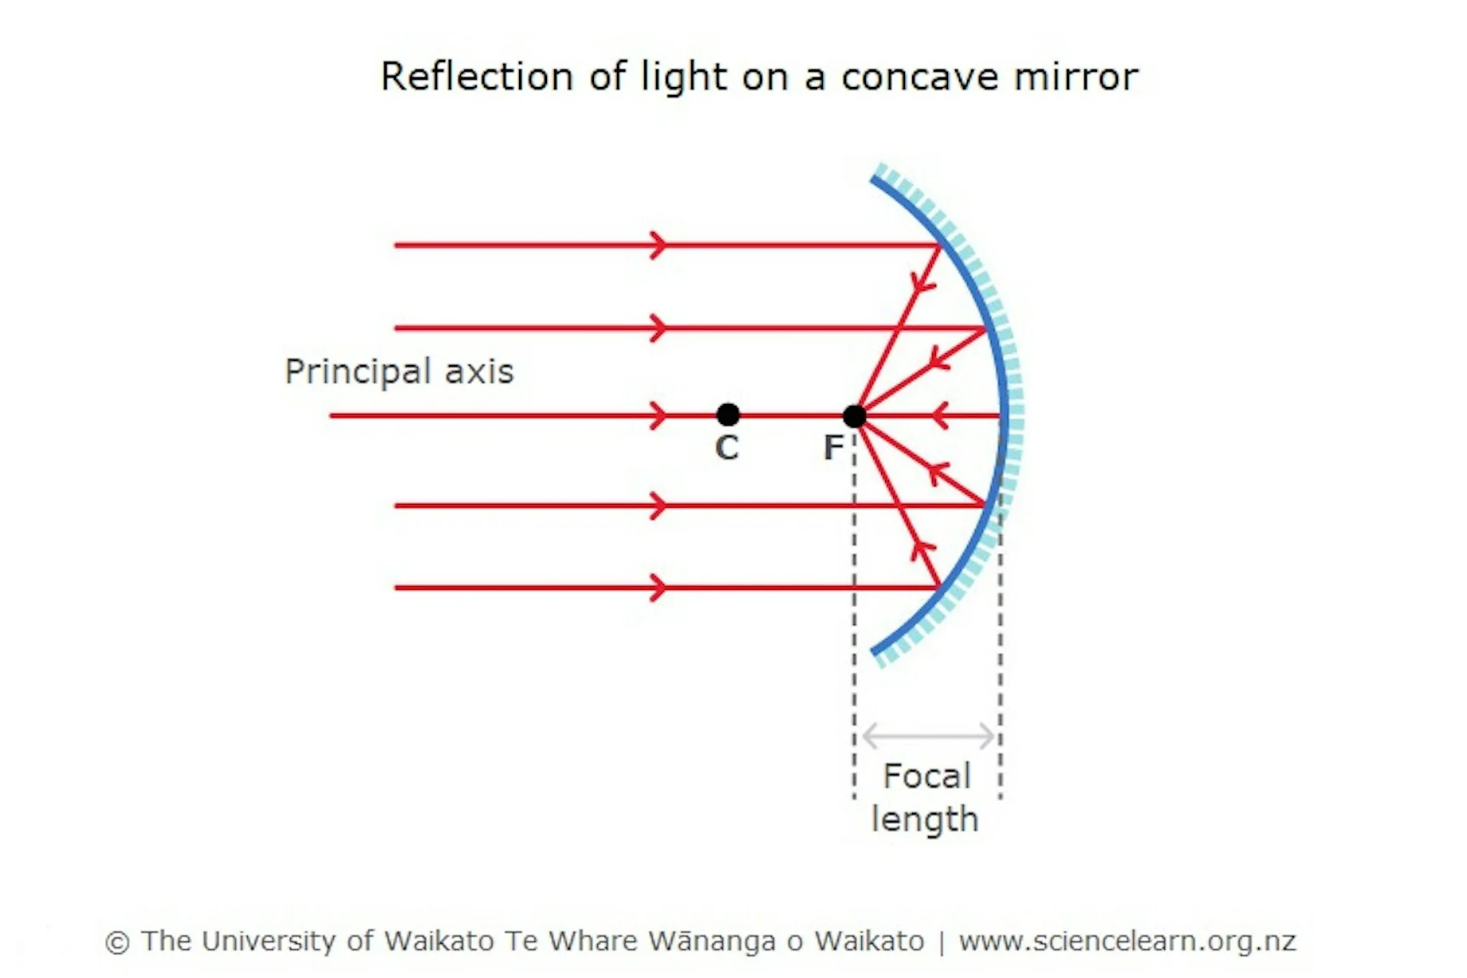 Reflection of light on a concave mirror
Principal axis
C
F
Focal
length
© The University of Waikato Te Whare Wānanga o Waikato | www.sciencelearn.org.nz